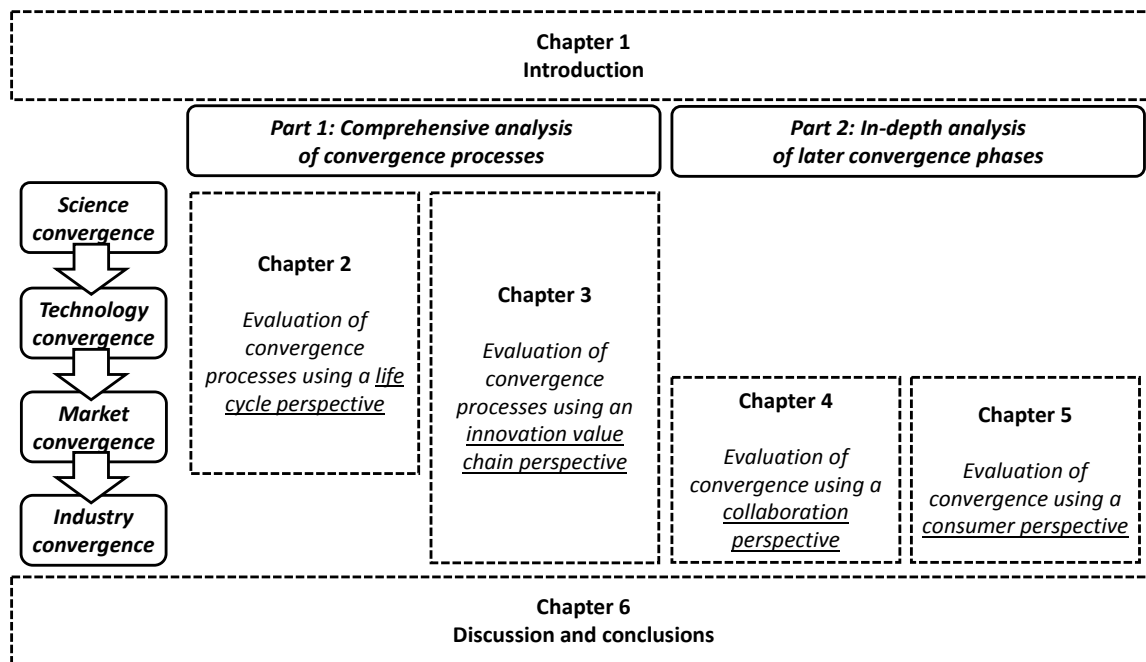 Chapter 1
Introduction
Part 1: Comprehensive analysis
of convergence processes
Part 2: In-depth analysis
of later convergence phases
Science
convergence
Technology
convergence
Market
convergence
Industry
convergence
Chapter 2
Evaluation of
convergence
processes using a life
cycle perspective
Chapter 3
Evaluation of
convergence
processes using an
innovation value
chain perspective
Chapter 4
Evaluation of
convergence using a
collaboration
perspective
Chapter 5
Evaluation of
convergence using a
consumer perspective
Chapter 6
Discussion and conclusions